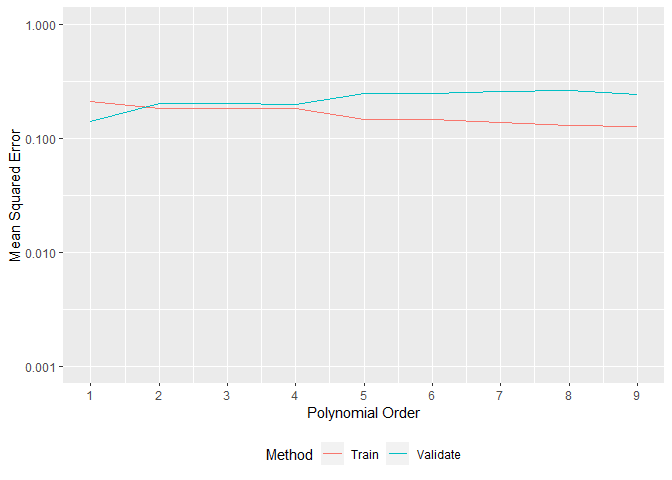 1.000
0.100
0.010
0.001
Mean Squared Error
1 2 3 4 5 6 7 8 9
Polynomial Order
Method Train Validate